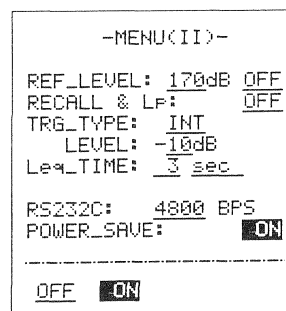 -MENU(II)-
REF_LEVEL: 170dB OFF
RECALL & Lp: OFF
TRG_TYPE: INT
LEVEL: -10dB
Leq_TIME: 3 sec
RS232C: 4800 BPS
POWER_SAVE: ON
OFF ON